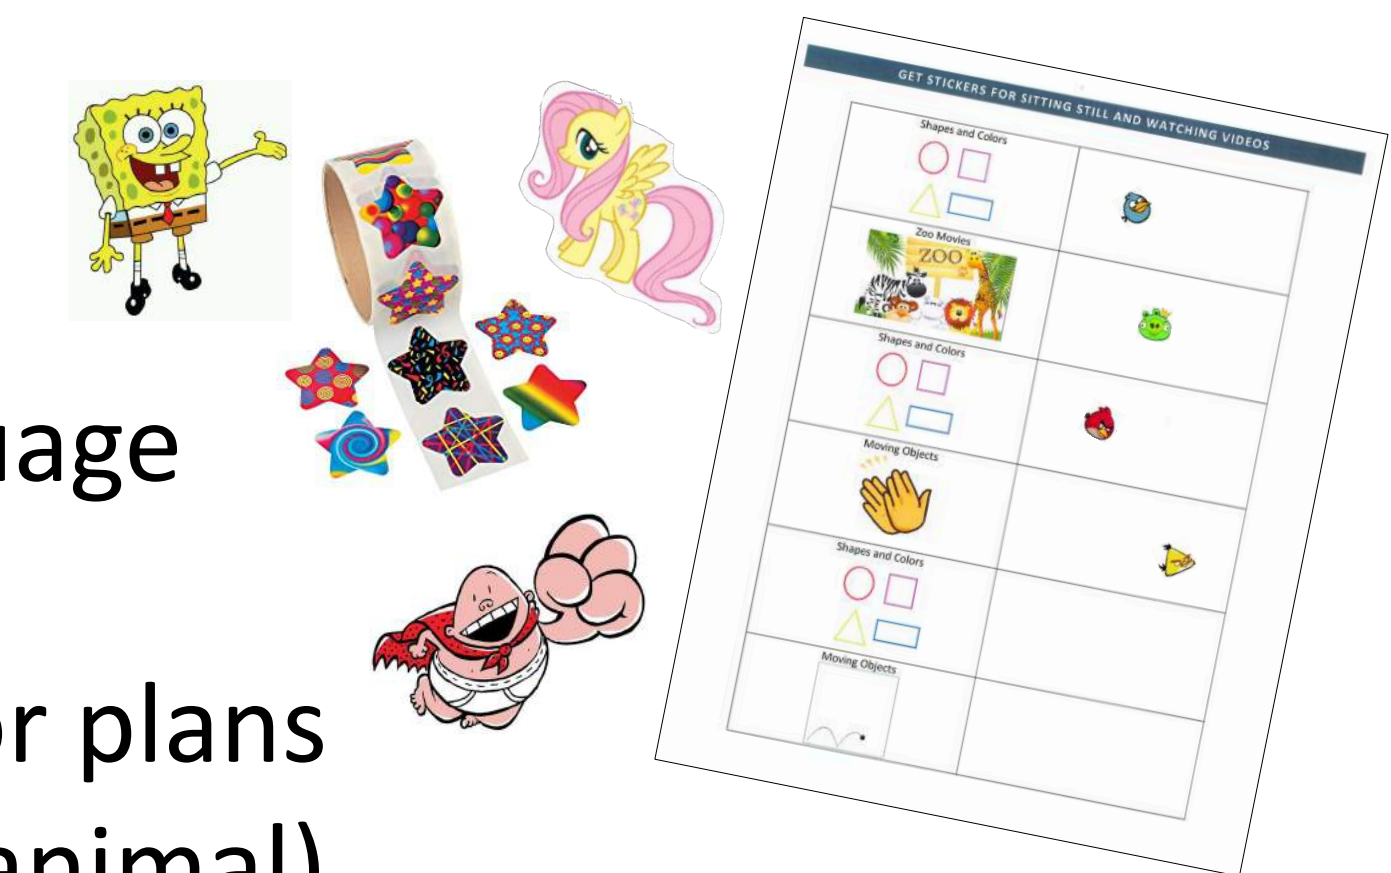 GET STICKERS FOR SITTING STILL AND WATCHING VIDEOS
Shapes and Colors
Zoo Movies
ZOO
Shapes and Colors
Moving Objects
Shapes and Colors
Moving Objects
uage
or plans
animal)